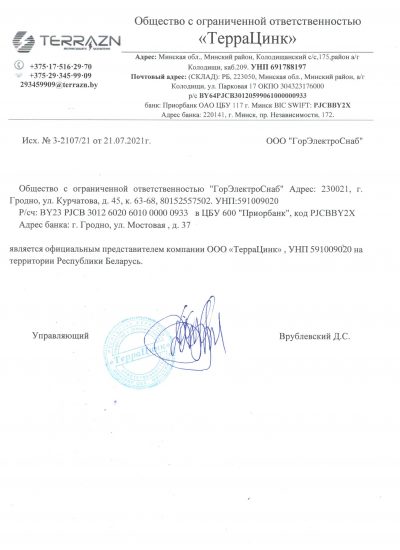 Общество с ограниченной ответственностью
«ТерраЦинк»
TERRAZN
+375-17-516-29-70
+375-29-345-99-09
293459909@terrazn.by
Адрес: Минская обл., Минский район, Колодищанский с/с,175,район а/г
Колодищи, каб.209. УНП 691788197
Почтовый адрес: (СКЛАД): РБ, 223050, Минская обл., Минский район, а/г
Колодищи, ул. Парковая 17 ОКПО 304323176000
р/с BY64PJCB30120599061000000933
банк: Приорбанк ОАО ЦБУ 117 г. Минск BIC SWIFT: PJCBBY2X
Адрес банка: 220141, г. Минск, пр. Независимости, 172.
Исх. № 3-2107/21 от 21.07.2021г.
ООО "ГорЭлектроСнаб"
Общество с ограниченной ответственностью "ГорЭлектроСнаб" Адрес: 230021, г.
Гродно, ул. Курчатова, д. 45, к. 63-68, 80152557502. УНП:591009020
Р/сч: BY23 PJCB 3012 6020 6010 0000 0933 в ЦБУ 600 "Приорбанк", код PJCBBY2X
Адрес банка: г. Гродно, ул. Мостовая , д. 37
является официальным представителем компании ООО «ТерраЦинк» , УНП 591009020 на
территории Республики Беларусь.
Управляющий
Врублевский Д.С.
«ТерраЦинк»